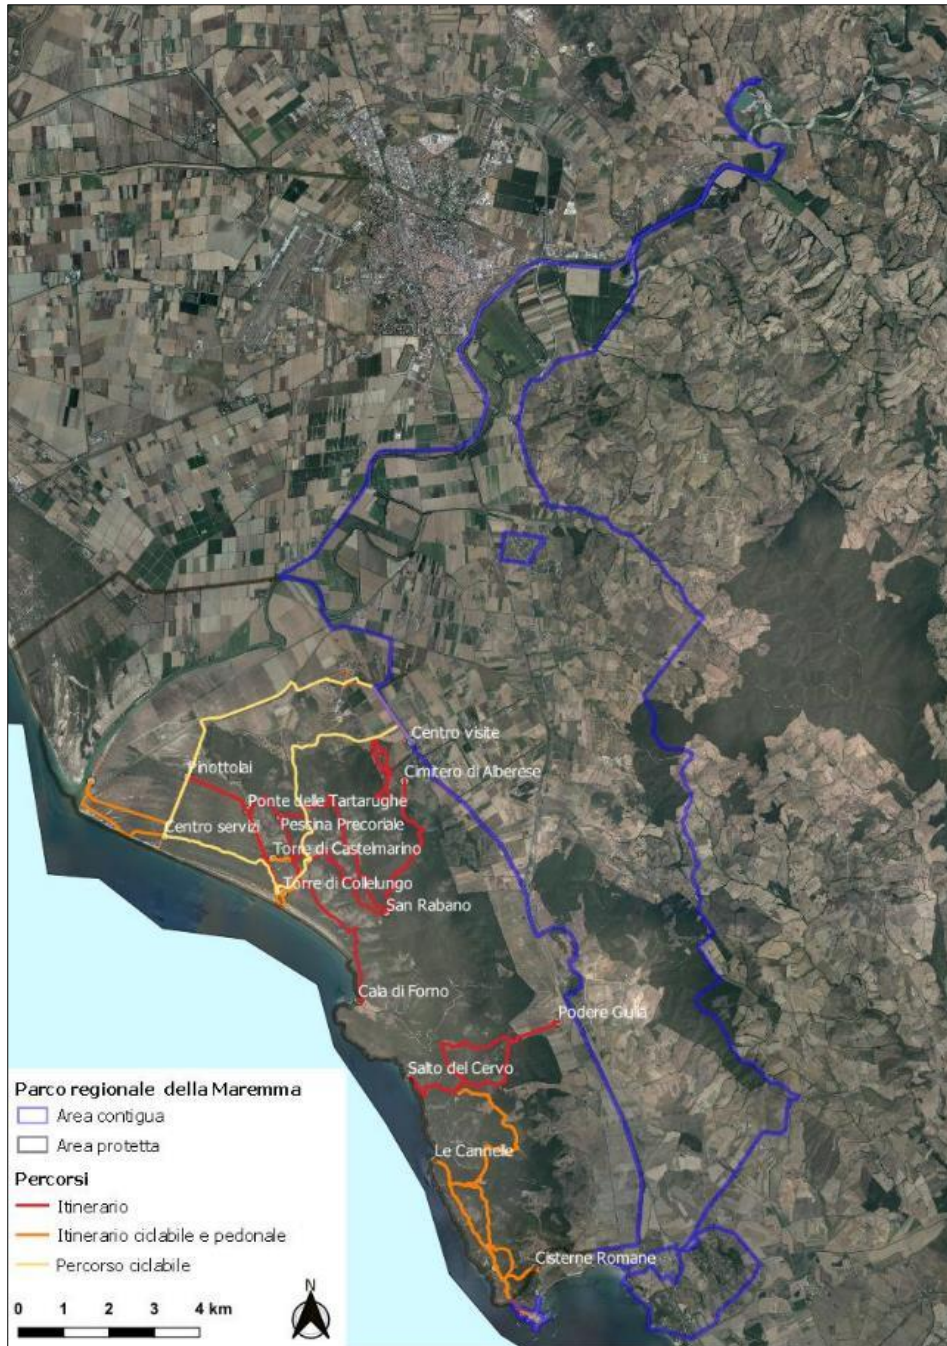 Centro visite
Pinottolai
Cimitero di Alberese
Ponte delle Tartarughe
Centro servizi
Pescina Precoriale
Torre di Castelmarino
Torre di Collelungo
San Rabano
Cala di Forno
Podere Gulla
Salto del Cervo
Le Cannelle
Cisterne Romane
Parco regionale della Maremma
Area contigua
Area protetta
Percorsi
Itinerario
Itinerario ciclabile e pedonale
Percorso ciclabile
0 1 2 3 4 km
N